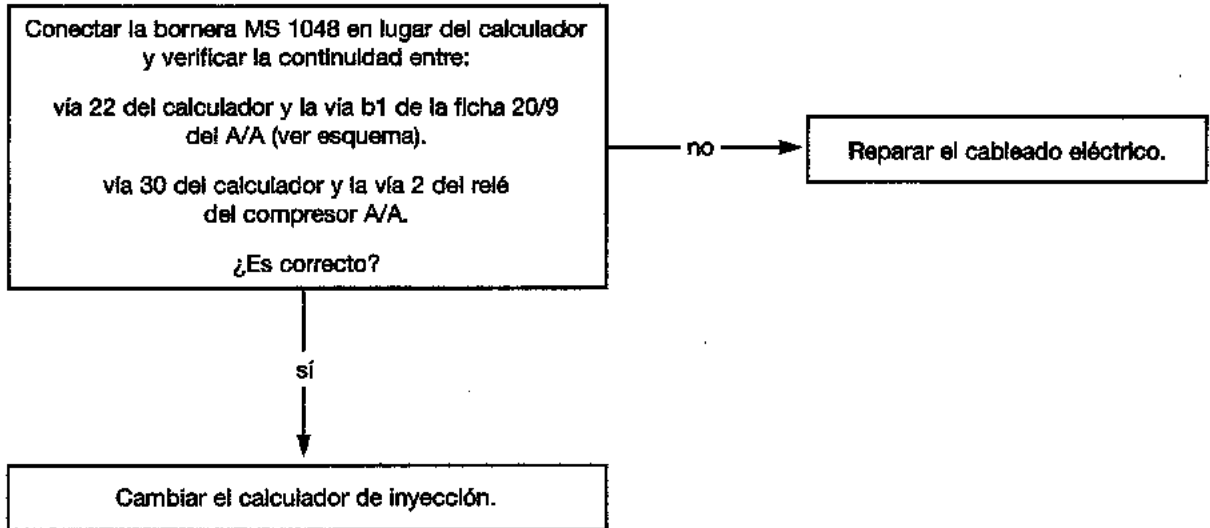 Conectar la bornera MS 1048 en lugar del calculador
y verificar la continuidad entre:
vía 22 del calculador y la vía b1 de la ficha 20/9
del A/A (ver esquema).
vía 30 del calculador y la vía 2 del relé
del compresor A/A.
¿Es correcto?
no
Reparar el cableado eléctrico.
sí
Cambiar el calculador de inyección.